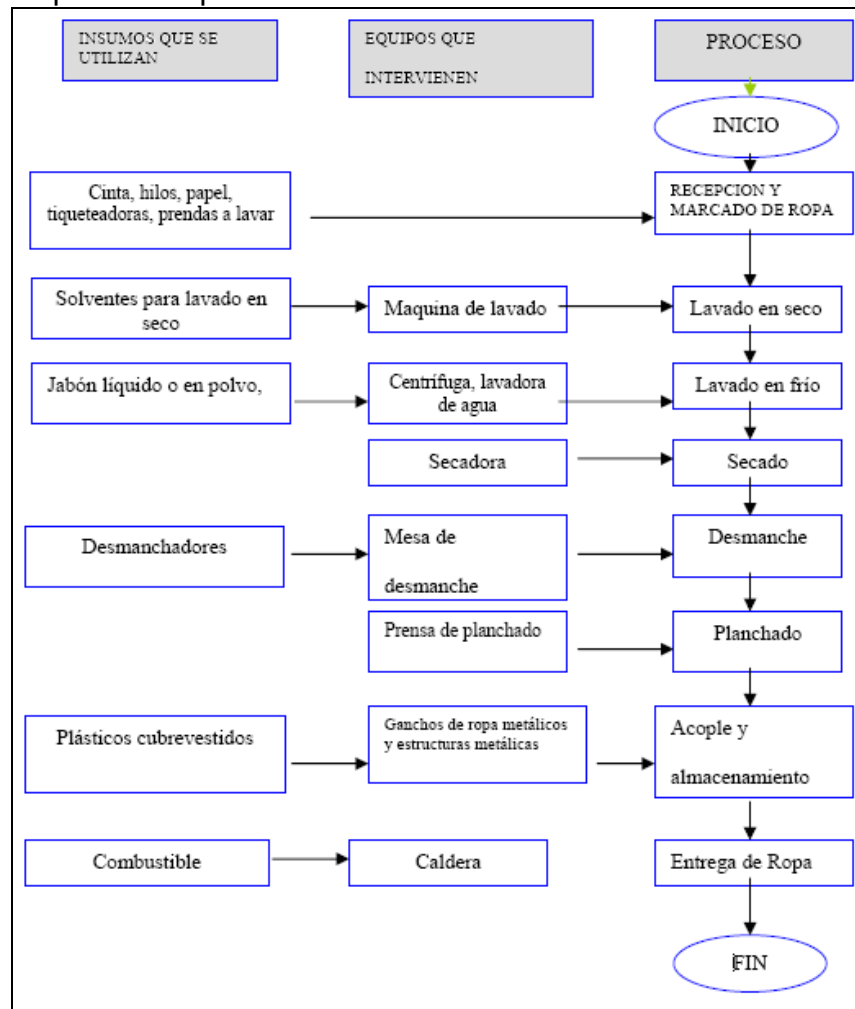 INSUMOS QUE SE
UTILIZAN
EQUIPOS QUE
INTERVIENEN
PROCESO
INICIO
Cinta, hilos, papel,
tiqueteadoras, prendas a lavar
RECEPCION Y
MARCADO DE ROPA
Solventes para lavado en
seco
Maquina de lavado
Lavado en seco
Jabón líquido o en polvo,
Centrífuga, lavadora
de agua
Lavado en frío
Secadora
Secado
Desmanchadores
Mesa de
desmanche
Desmanche
Prensa de planchado
Planchado
Plásticos cubrevestidos
Ganchos de ropa metálicos
y estructuras metálicas
Acople y
almacenamiento
Combustible
Caldera
Entrega de Ropa
FIN